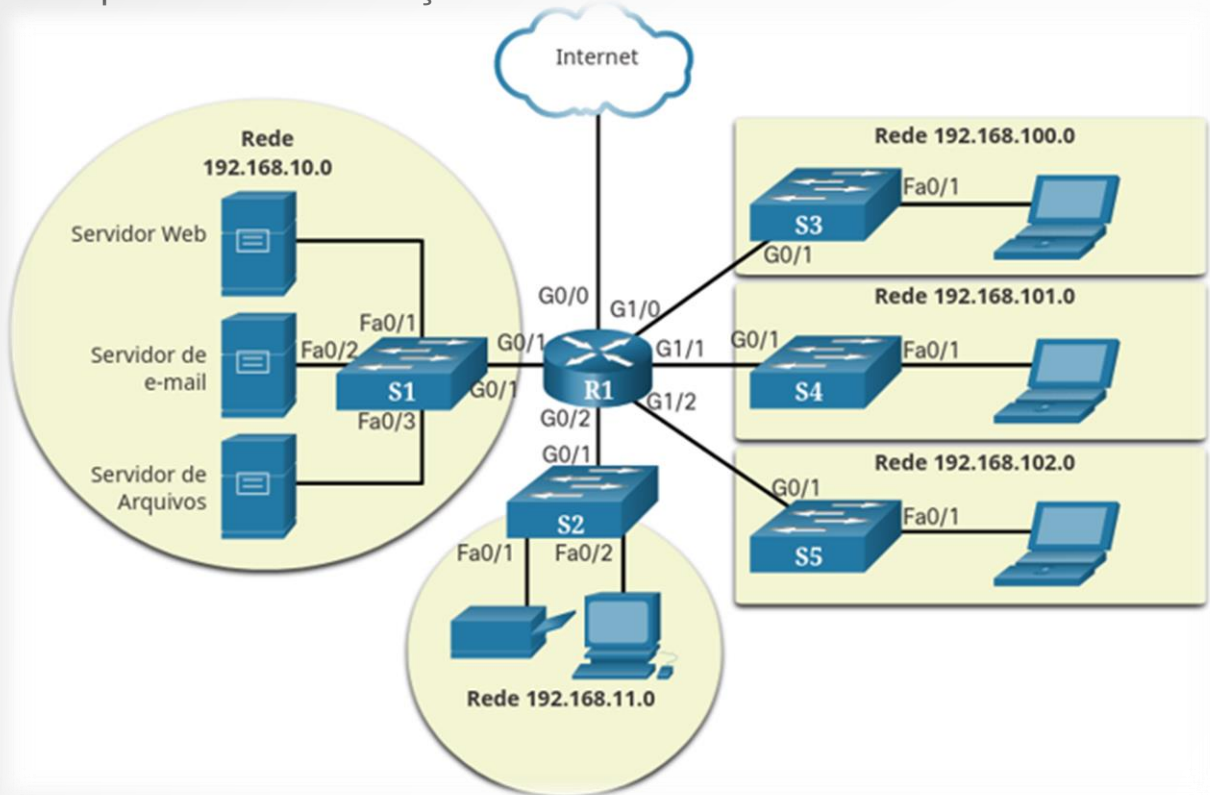 Internet
Rede
192.168.10.0
Servidor Web
Fa0/1
Servidor de
e-mail
Fa0/2
S1
G0/1
G0/1
Fa0/3
Servidor de
Arquivos
G0/0
G1/0
R1
G1/1
G1/2
G0/2
G0/1
S2
Fa0/1
Fa0/2
Rede 192.168.11.0
Rede 192.168.100.0
S3
Fa0/1
G0/1
Rede 192.168.101.0
G0/1
S4
Fa0/1
Rede 192.168.102.0
G0/1
S5
Fa0/1